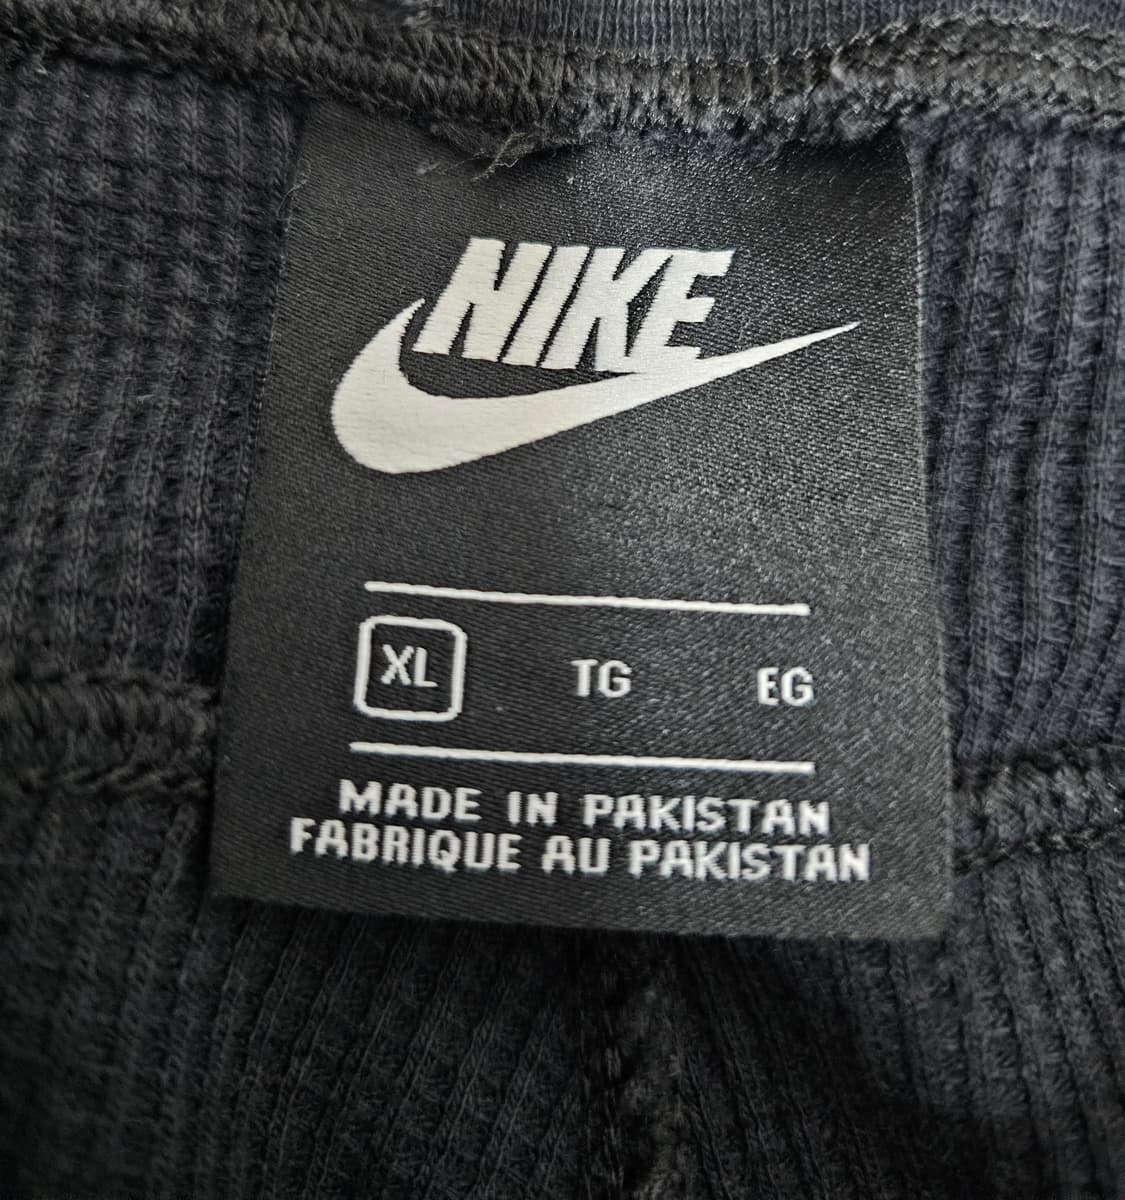 NIKE
XL TG EG
MADE IN PAKISTAN
FABRIQUE AU PAKISTAN